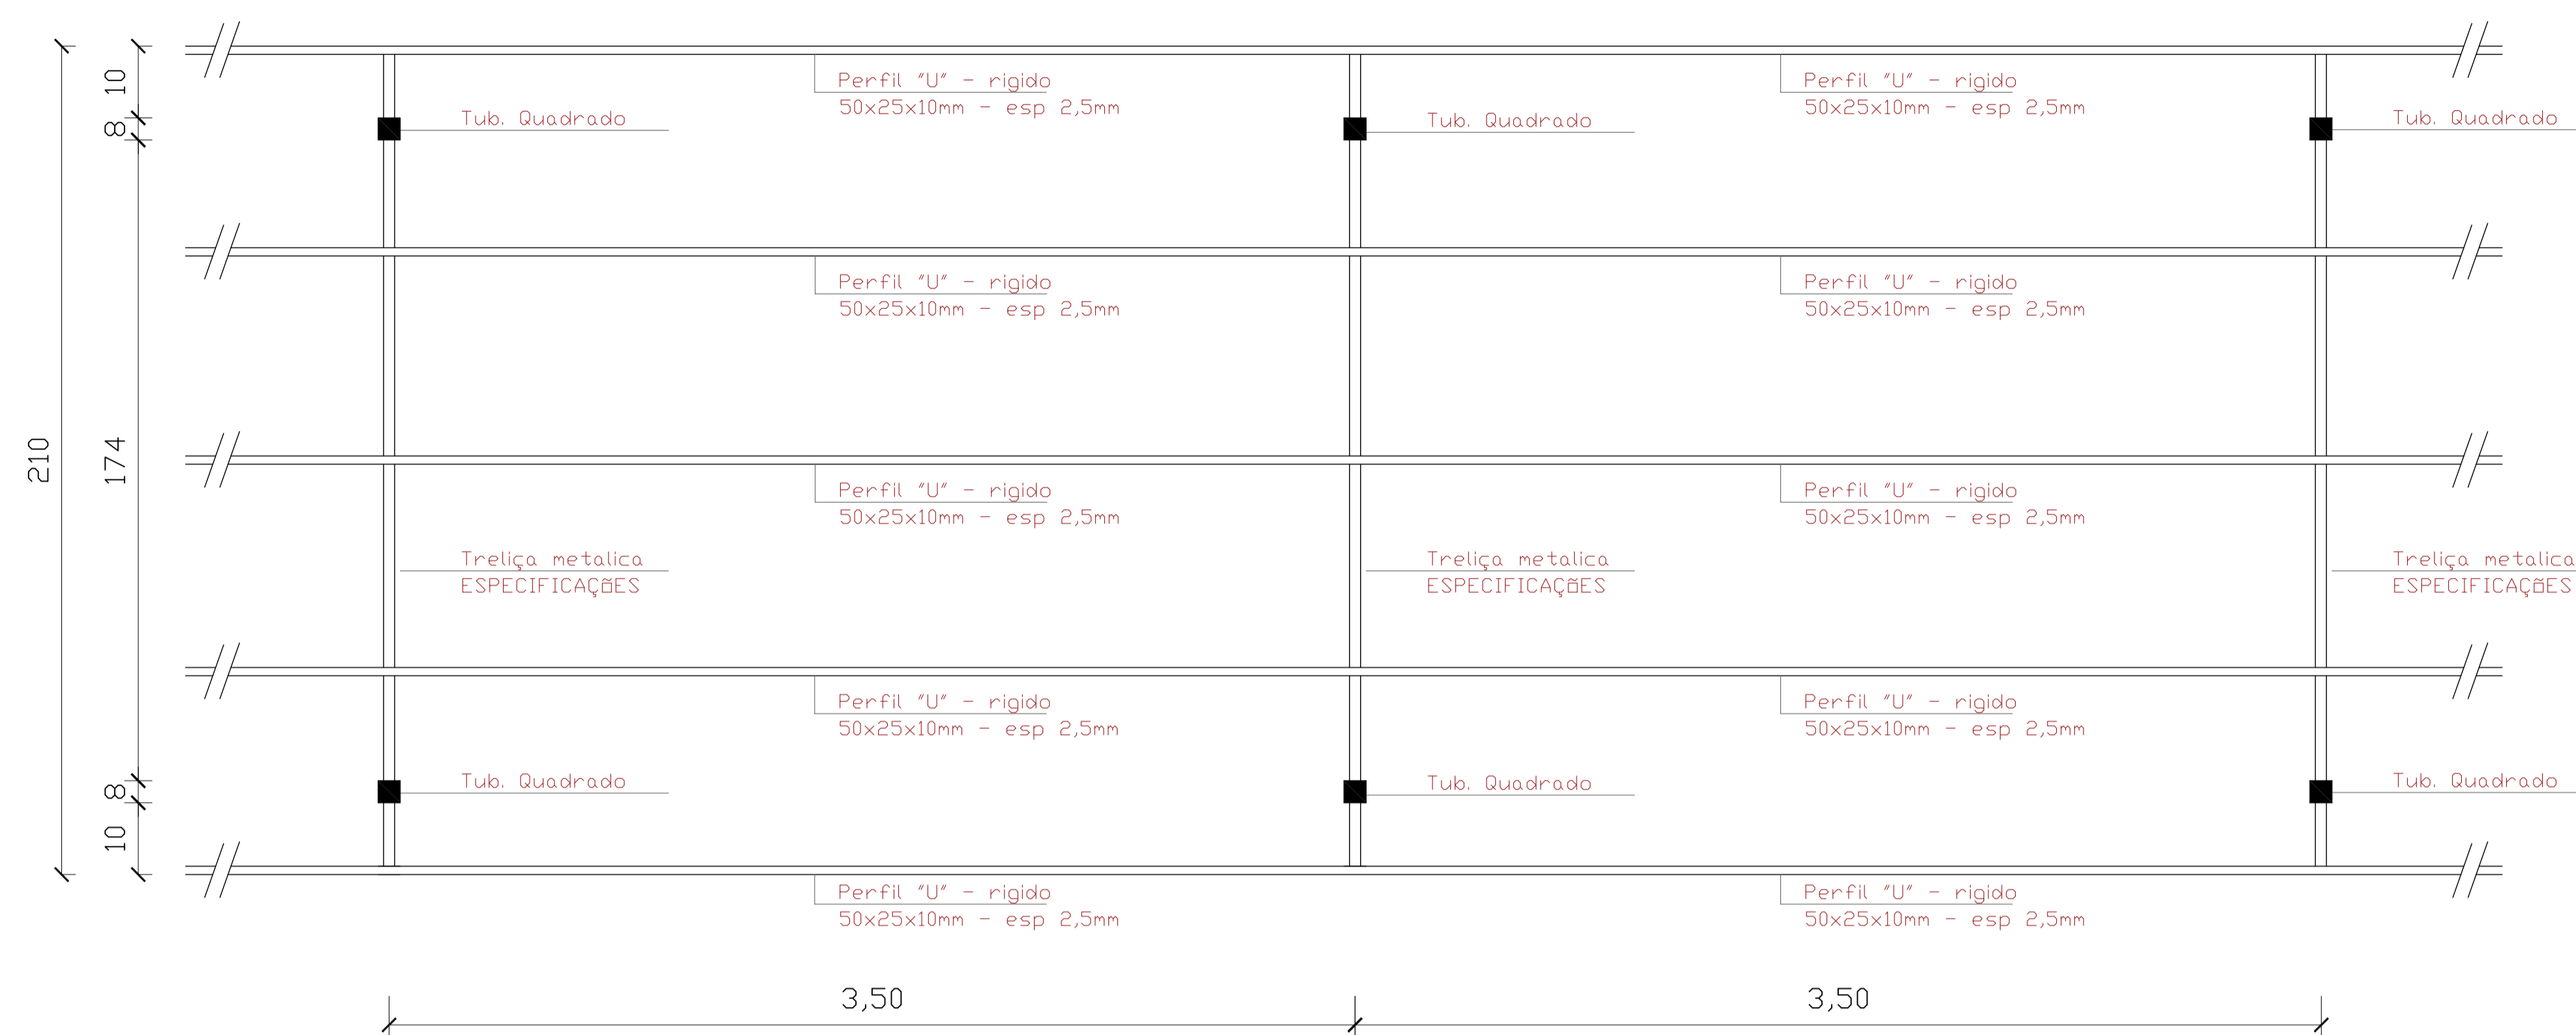 10
Perfil "U" - rigido
50x25x10mm - esp 2,5mm
Perfil "U" - rigido
50x25x10mm - esp 2,5mm
8
Tub. Quadrado
Tub. Quadrado
Tub. Quadrado
Perfil "U" - rigido
50x25x10mm - esp 2,5mm
Perfil "U" - rigido
50x25x10mm - esp 2,5mm
210
174
Perfil "U" - rigido
50x25x10mm - esp 2,5mm
Perfil "U" - rigido
50x25x10mm - esp 2,5mm
Treliça metalica
ESPECIFICAÇÕES
Treliça metalica
ESPECIFICAÇÕES
Treliça metalica
ESPECIFICAÇÕES
Perfil "U" - rigido
50x25x10mm - esp 2,5mm
Perfil "U" - rigido
50x25x10mm - esp 2,5mm
8
Tub. Quadrado
Tub. Quadrado
Tub. Quadrado
10
Perfil "U" - rigido
50x25x10mm - esp 2,5mm
Perfil "U" - rigido
50x25x10mm - esp 2,5mm
3,50
3,50